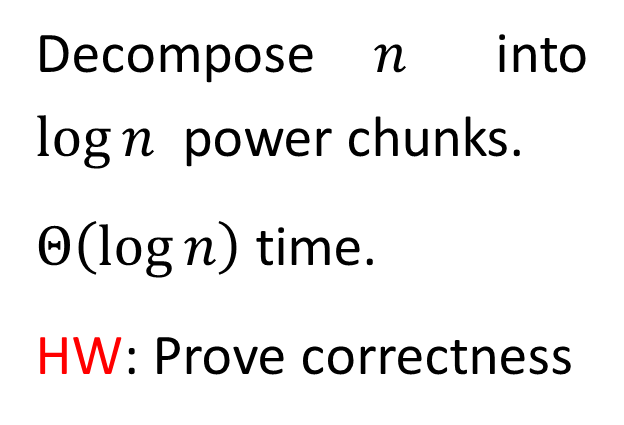 Decompose n into
log n power chunks.
Θ(log n) time.
HW: Prove correctness